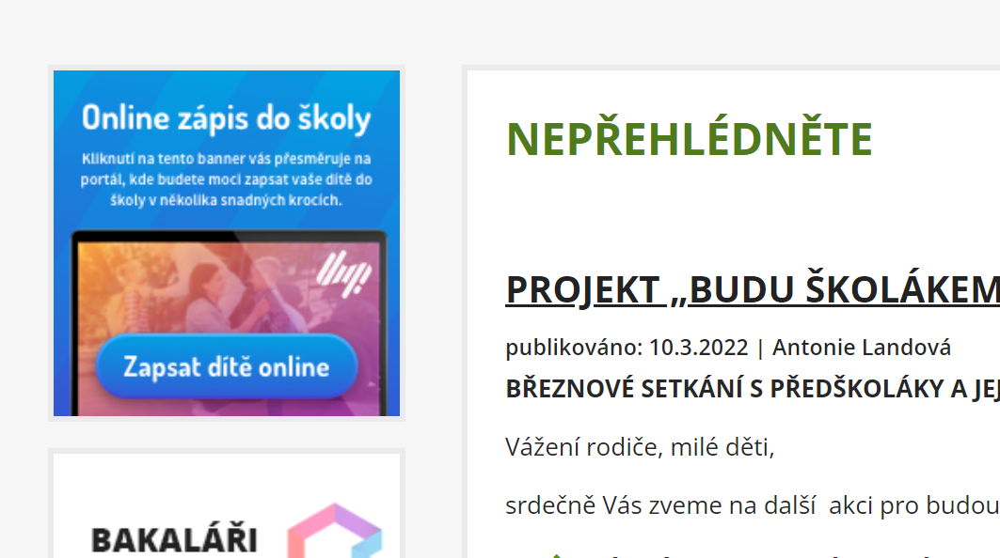 Online zápis do školy
Kliknutí na tento banner vás přesměruje na
portál, kde budete moci zapsat vaše dítě do
školy v několika snadných krocích.
Zapsat dítě online
BAKALÁŘI
NEPŘEHLÉDNĚTE
PROJEKT „BUDU ŠKOLÁKEM
publikováno: 10.3.2022 | Antonie Landová
BŘEZNOVÉ SETKÁNÍ S PŘEDŠKOLÁKY A
Vážení rodiče, milé děti,
srdečně Vás zveme na další akci pro